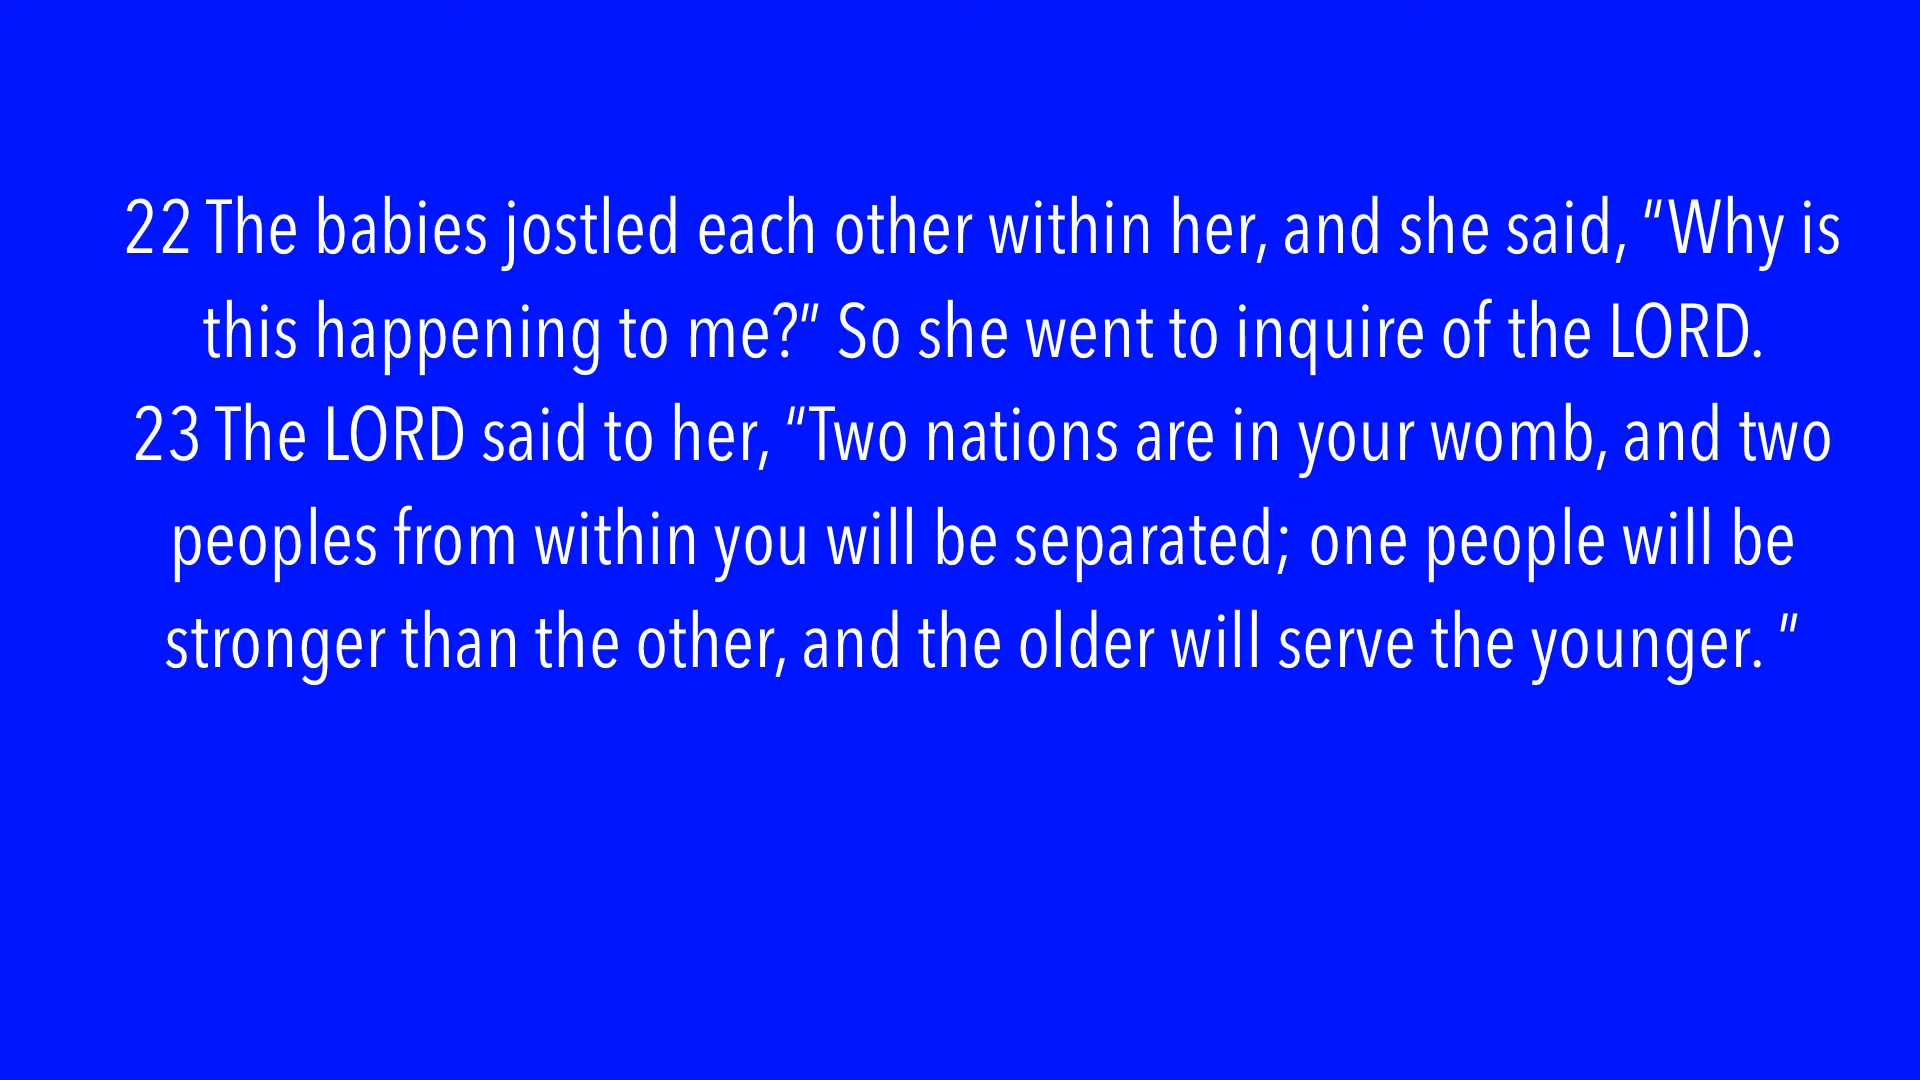 22 The babies jostled each other within her, and she said, “Why is
this happening to me?” So she went to inquire of the LORD.
23 The LORD said to her, “Two nations are in your womb, and two
peoples from within you will be separated; one people will be
stronger than the other, and the older will serve the younger. ”